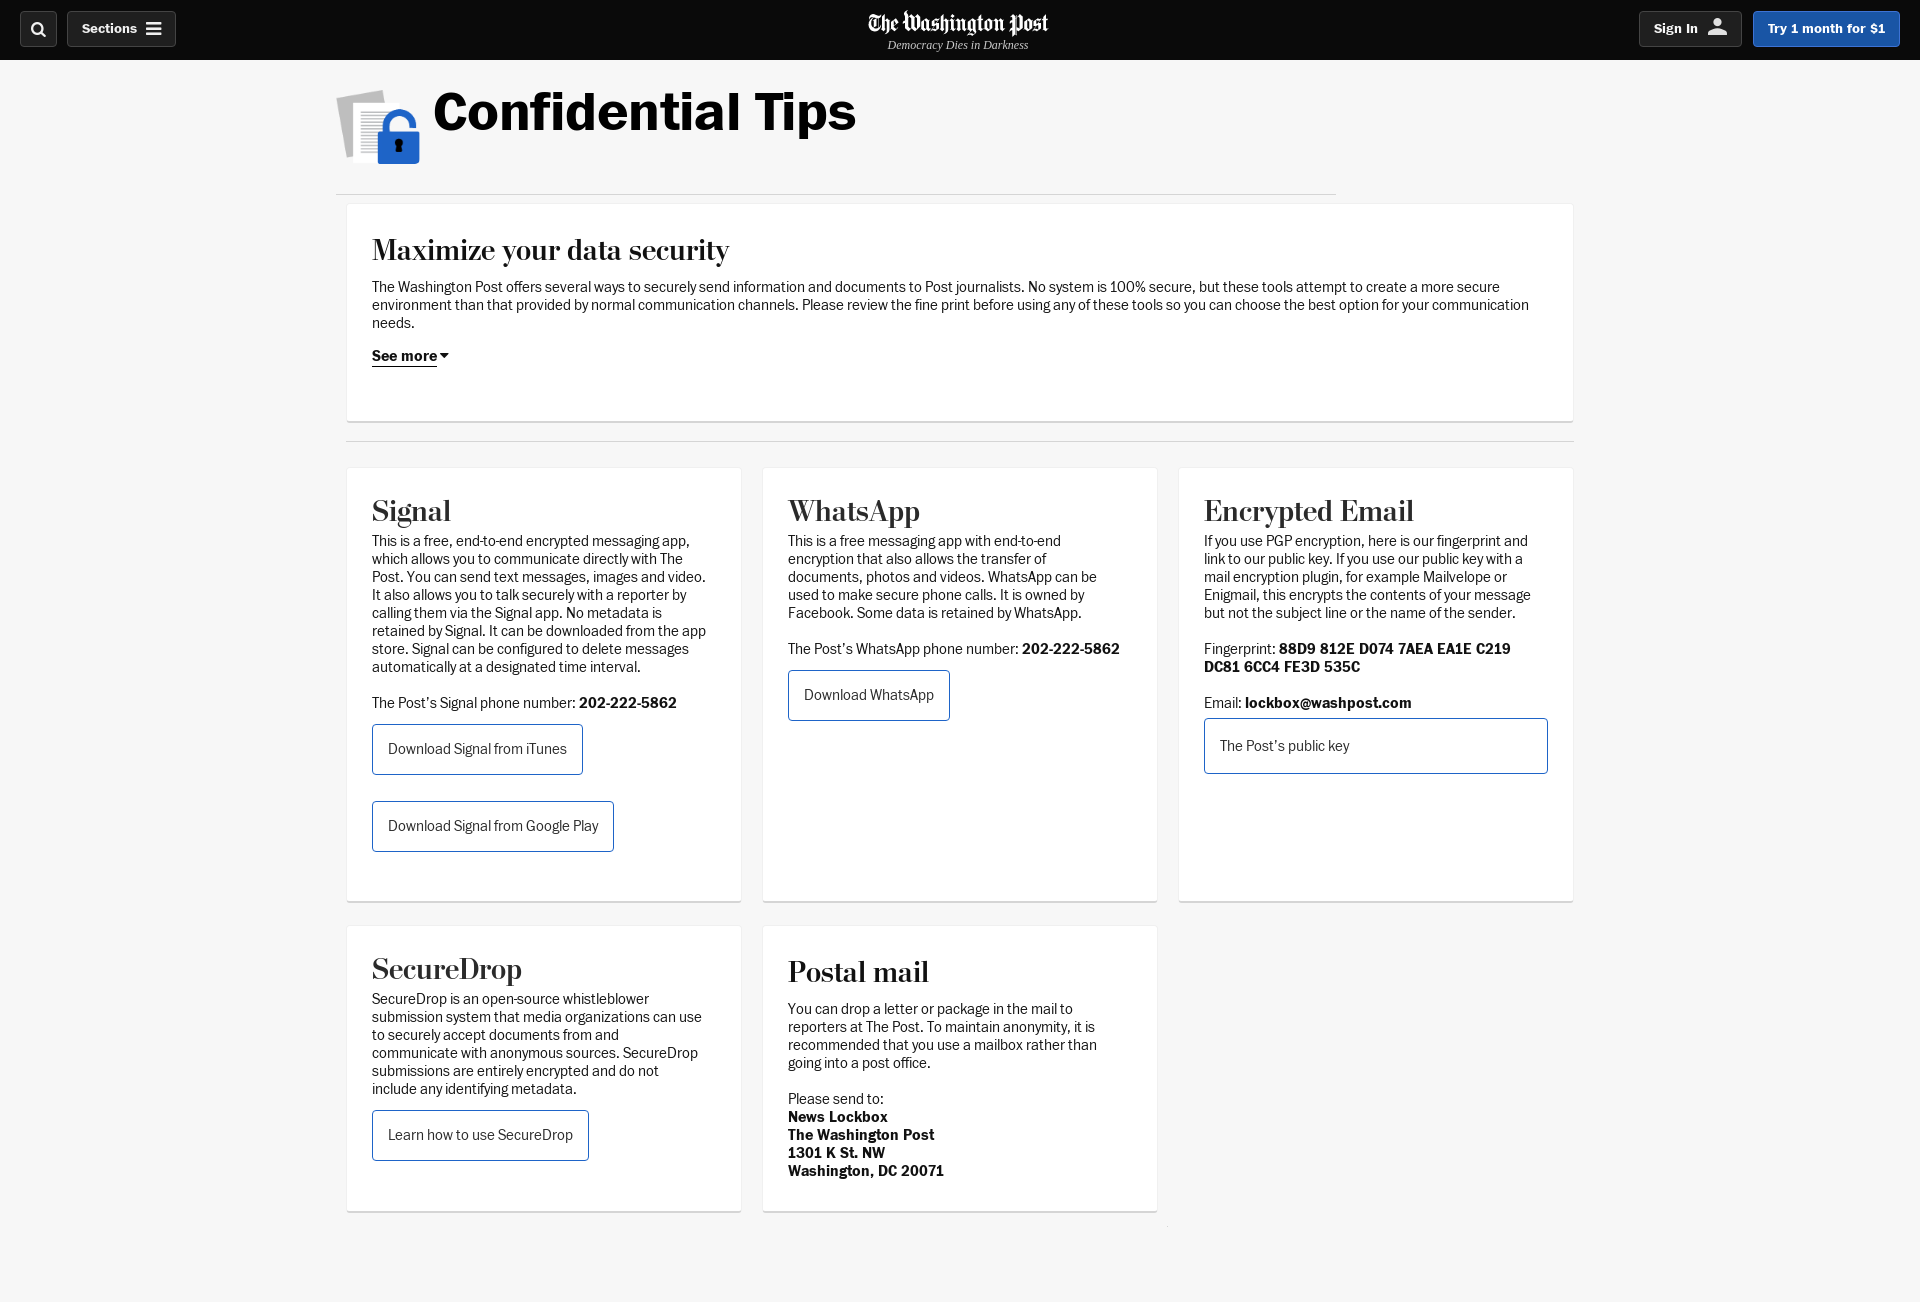 Sections
The Washington Post
Democracy Dies in Darkness
Sign In
Try 1 month for $1
Confidential Tips
Maximize your data security
The Washington Post offers several ways to securely send information and documents to Post journalists. No system is 100% secure, but these tools attempt to create a more secure
environment than that provided by normal communication channels. Please review the fine print before using any of these tools so you can choose the best option for your communication
needs.
See more
Signal
This is a free, end-to-end encrypted messaging app,
which allows you to communicate directly with The
Post. You can send text messages, images and video.
It also allows you to talk securely with a reporter by
calling them via the Signal app. No metadata is
retained by Signal. It can be downloaded from the app
store. Signal can be configured to delete messages
automatically at a designated time interval.
The Post's Signal phone number: 202-222-5862
Download Signal from iTunes
Download Signal from Google Play
WhatsApp
This is a free messaging app with end-to-end
encryption that also allows the transfer of
documents, photos and videos. WhatsApp can be
used to make secure phone calls. It is owned by
Facebook. Some data is retained by WhatsApp.
The Post's WhatsApp phone number: 202-222-5862
Download WhatsApp
Encrypted Email
If you use PGP encryption, here is our fingerprint and
link to our public key. If you use our public key with a
mail encryption plugin, for example Mailvelope or
Enigmail, this encrypts the contents of your message
but not the subject line or the name of the sender.
Fingerprint: 88D9 812E D074 7AEA EA1E C219
DC81 6CC4 FE3D 535C
Email: lockbox@washpost.com
The Post's public key
SecureDrop
SecureDrop is an open-source whistleblower
submission system that media organizations can use
to securely accept documents from and
communicate with anonymous sources. SecureDrop
submissions are entirely encrypted and do not
include any identifying metadata.
Learn how to use SecureDrop
Postal mail
You can drop a letter or package in the mail to
reporters at The Post. To maintain anonymity, it is
recommended that you use a mailbox rather than
going into a post office.
Please send to:
News Lockbox
The Washington Post
1301 K St. NW
Washington, DC 20071